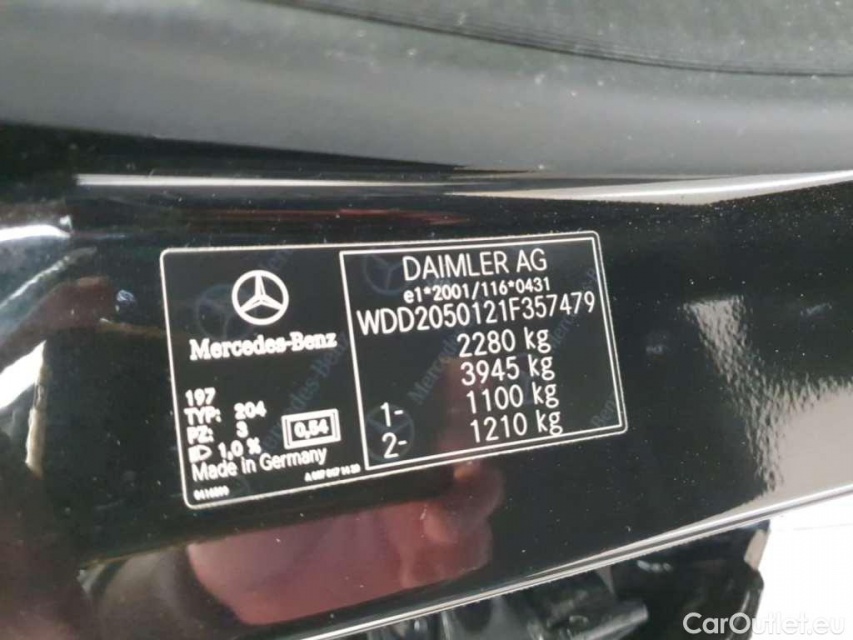 DAIMLER AG
e1*2001/116*0431
WDD2050121F357479
2280 kg
3945 kg
1- 1100 kg
2- 1210 kg
Mercedes-Benz
197
TYP: 204
PZ: 3
1,0 %
0,54
Made in Germany
CarOutlet.eu